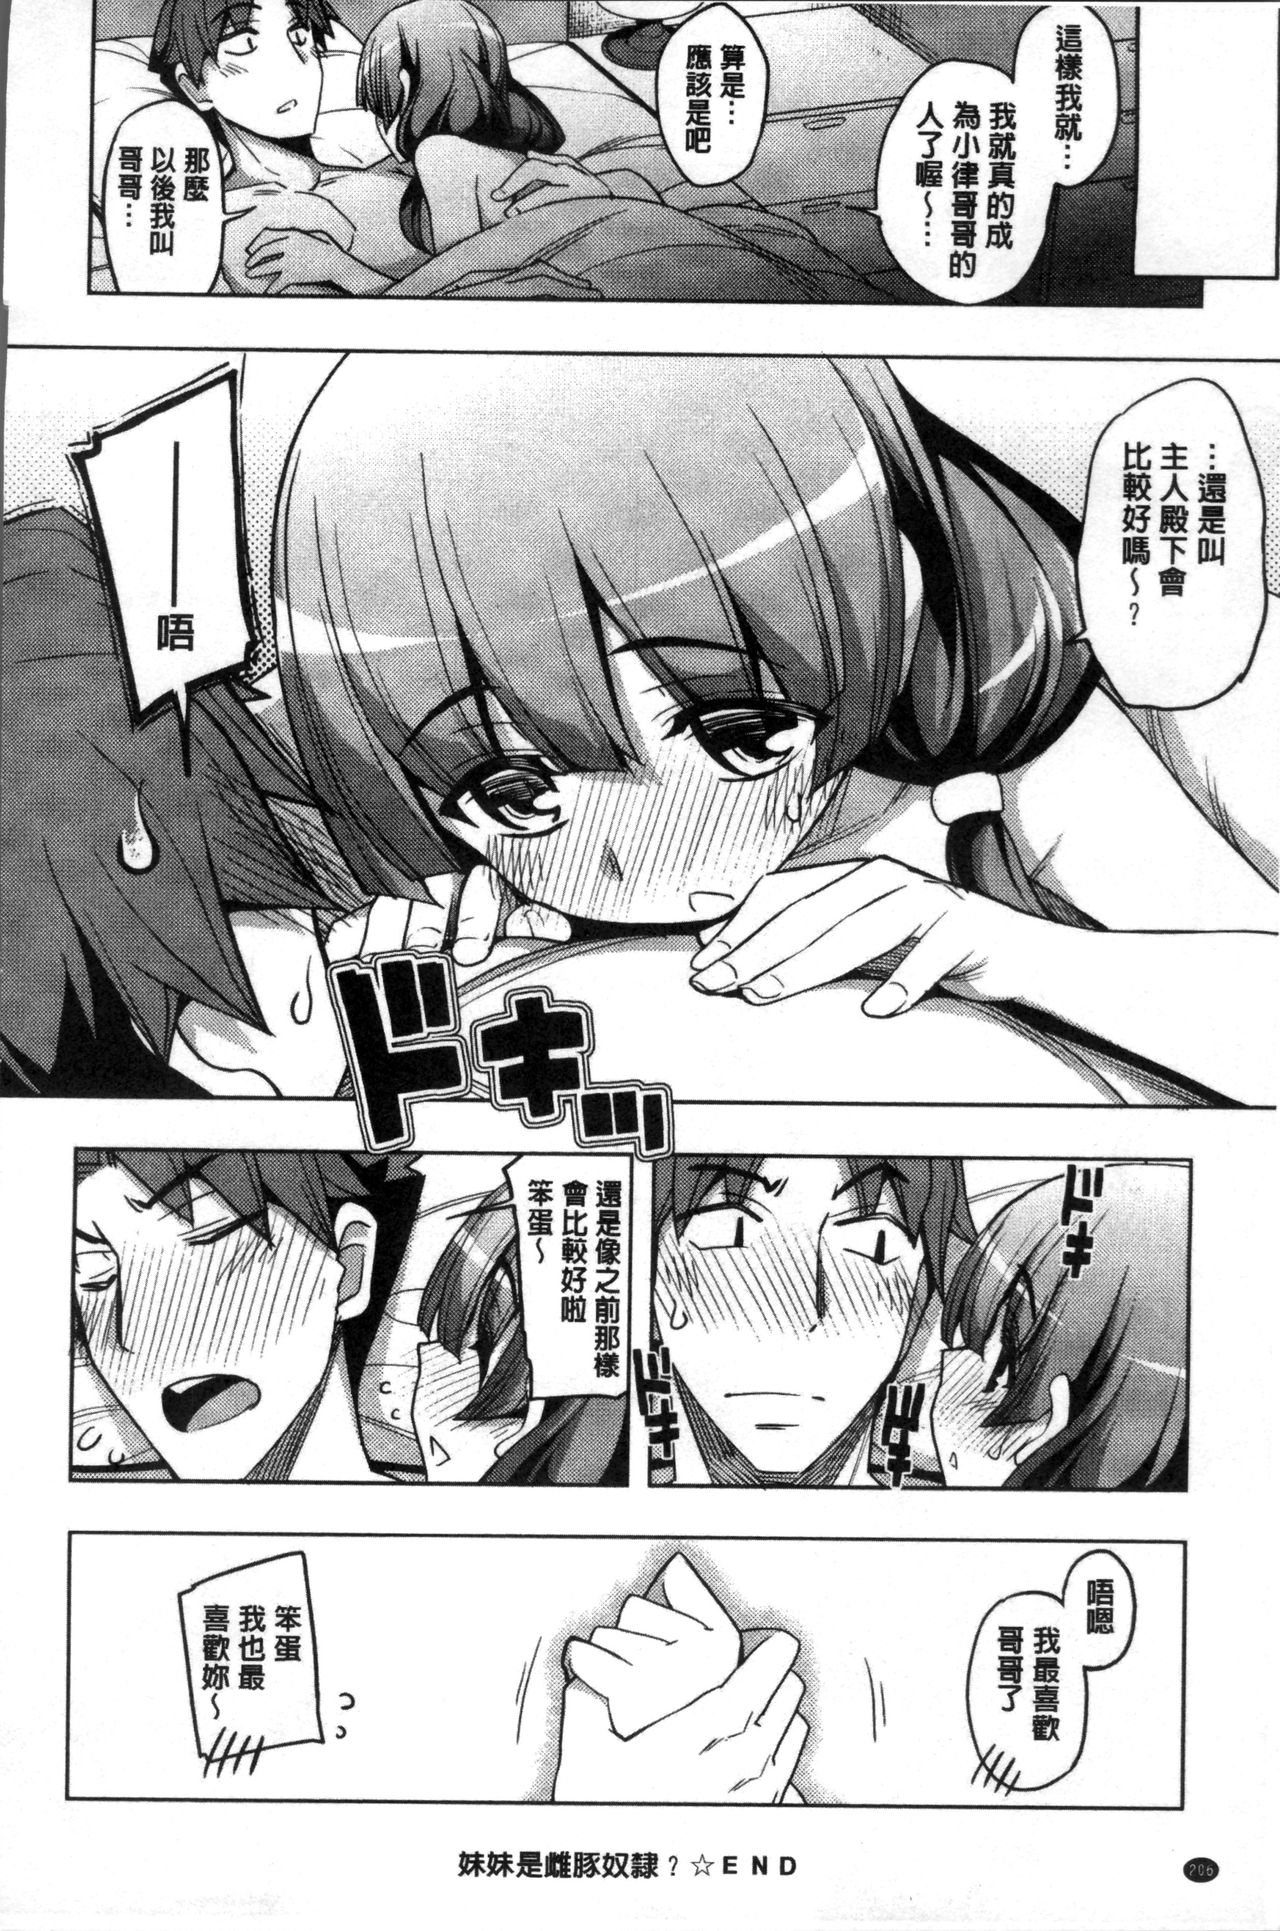 這樣我就…
我就真的成
為小律哥哥的
人了喔～…
算是…
應該是吧
那麼
以後我叫
哥哥…
…還是叫
主人殿下會
比較好嗎～?
——唔
ドキッ
ドキ
ドキ
ドキ
還是像之前那樣
會比較好啦
笨蛋～
唔嗯
我最喜歡
哥哥了
笨蛋
我也最
喜歡妳～
妹妹是雌豚奴隸?☆END
206